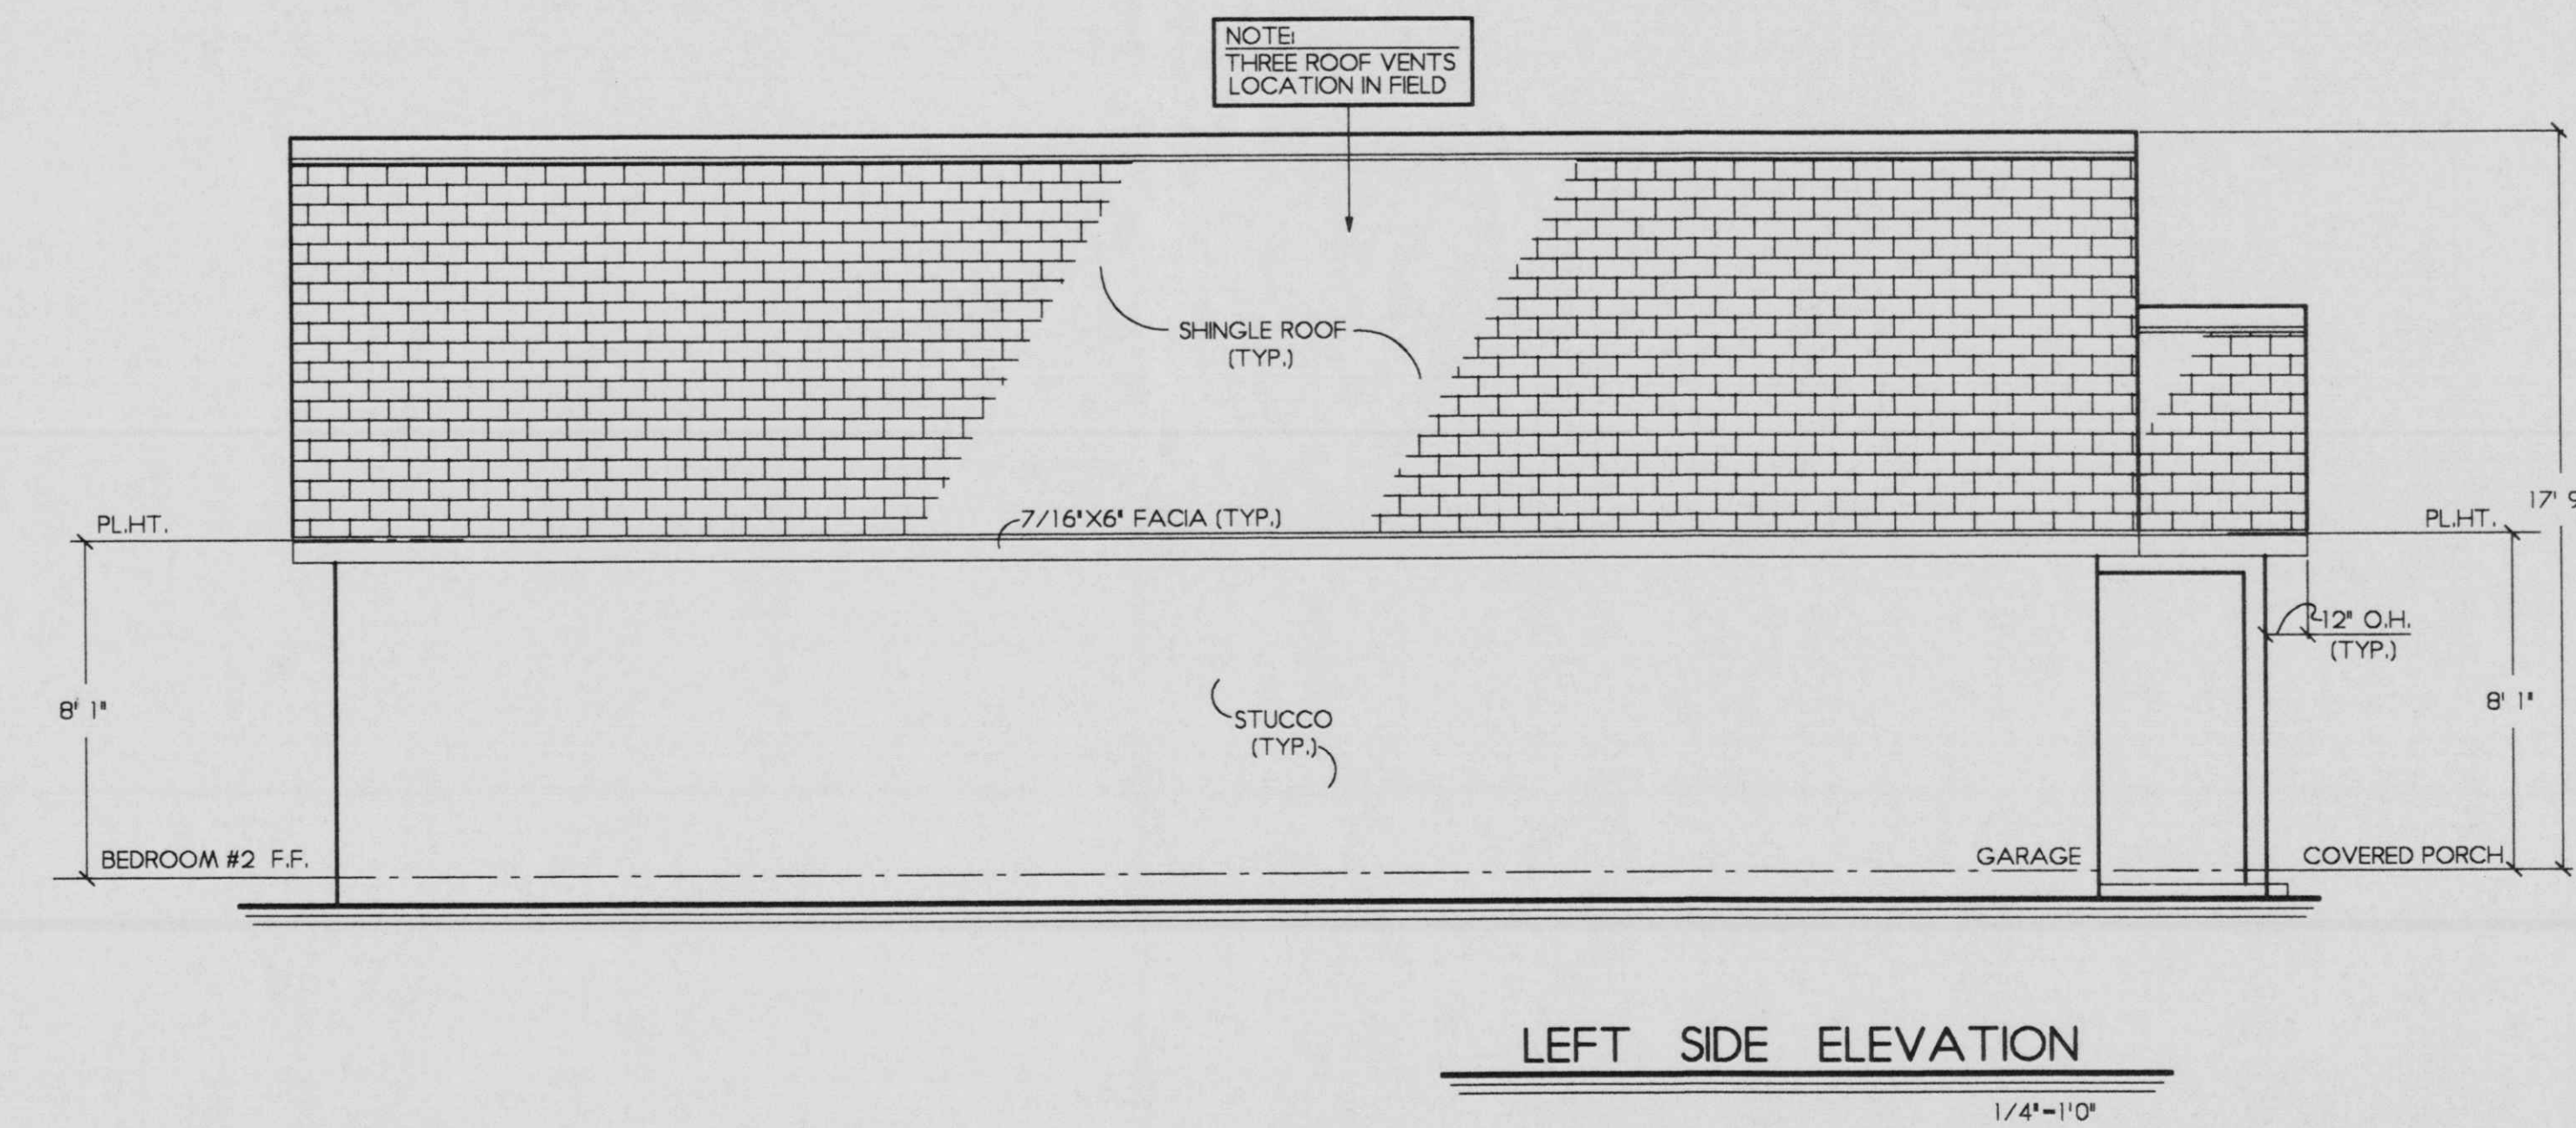 NOTE:
THREE ROOF VENTS
LOCATION IN FIELD
SHINGLE ROOF
(TYP.)
7/16"X6" FACIA (TYP.)
PL.HT.
PL.HT.
17' 9
12" O.H.
(TYP.)
8' 1"
8' 1"
STUCCO
(TYP.)
BEDROOM #2 F.F.
GARAGE
COVERED PORCH
LEFT SIDE ELEVATION
1/4"-1'0"